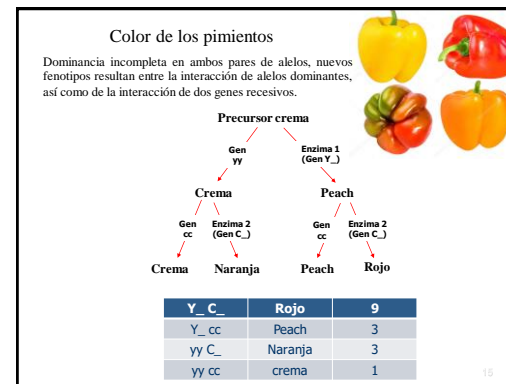 Color de los pimientos
Dominancia incompleta en ambos pares de alelos, nuevos
fenotipos resultan entre la interacción de alelos dominantes,
así como de la interacción de dos genes recesivos.
Precursor crema
Gen
yy
Enzima 1
(Gen Y_)
Crema
Peach
Gen
cc
Enzima 2
(Gen C_)
Gen
cc
Enzima 2
(Gen C_)
Crema
Naranja
Peach
Rojo
Y_ C_ Rojo 9
Y_ cc Peach 3
yy C_ Naranja 3
yy cc crema 1
15